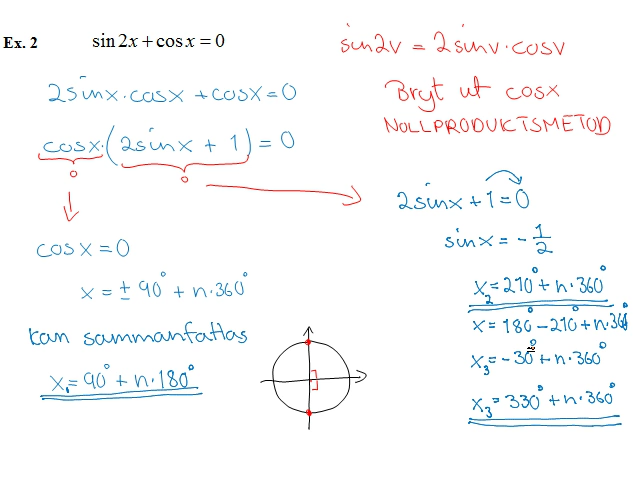 Ex. 2 sin 2x + cos x = 0
sin2v = 2sinv·cosv
2sinx·cosx + cosx = 0
Bryt ut cosx
NOLLPRODUKTSMETOD
cosx·(2sinx + 1) = 0
0 0
2sinx + 1 = 0
sinx = -1/2
cosx = 0
x = ± 90° + n·360°
x₂ = 210° + n·360°
x = 180° - 210° + n·360°
kan sammanfattas
x₃ = -30° + n·360°
x₁ = 90° + n·180°
x₃ = 330° + n·360°